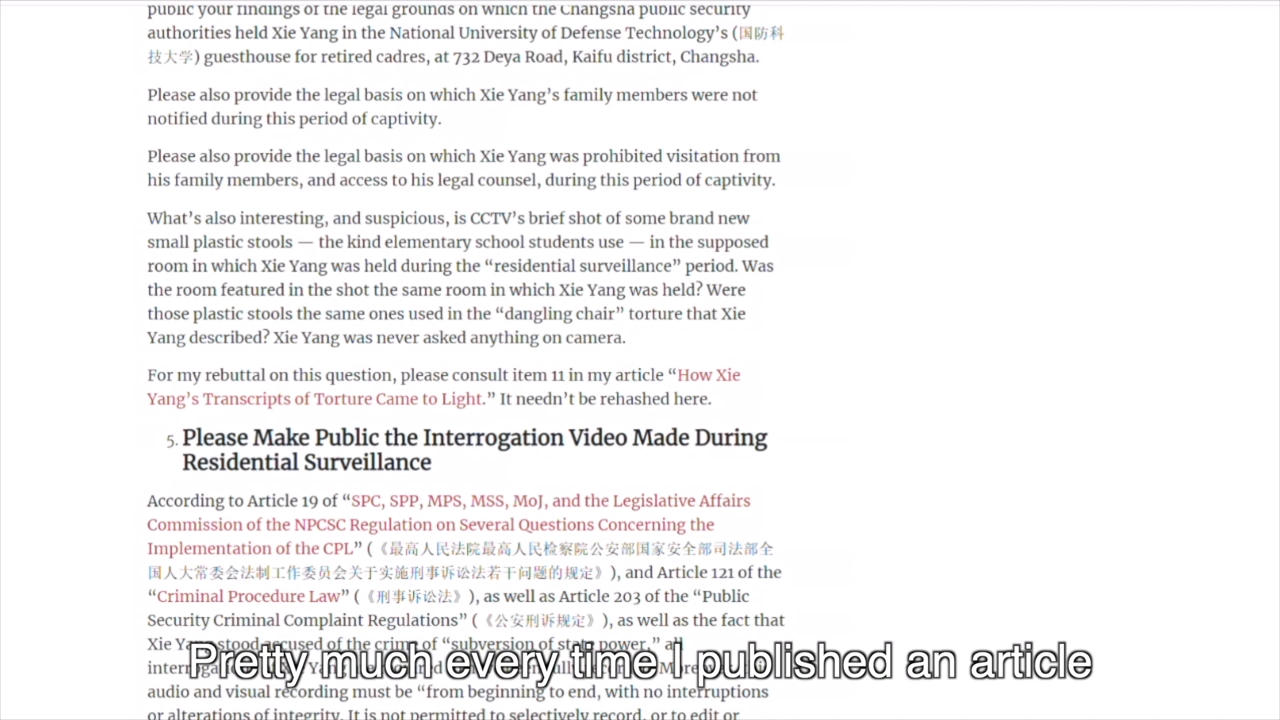 public your findings of the legal grounds on which the Changsha public security
authorities held Xie Yang in the National University of Defense Technology’s (国防科
技大学) guesthouse for retired cadres, at 732 Deya Road, Kaifu district, Changsha.
Please also provide the legal basis on which Xie Yang’s family members were not
notified during this period of captivity.
Please also provide the legal basis on which Xie Yang was prohibited visitation from
his family members, and access to his legal counsel, during this period of captivity.
What’s also interesting, and suspicious, is CCTV’s brief shot of some brand new
small plastic stools — the kind elementary school students use — in the supposed
room in which Xie Yang was held during the “residential surveillance” period. Was
the room featured in the shot the same room in which Xie Yang was held? Were
those plastic stools the same ones used in the “dangling chair” torture that Xie
Yang described? Xie Yang was never asked anything on camera.
For my rebuttal on this question, please consult item 11 in my article “How Xie
Yang’s Transcripts of Torture Came to Light.” It needn’t be rehashed here.
5. Please Make Public the Interrogation Video Made During
Residential Surveillance
According to Article 19 of “SPC, SPP, MPS, MSS, MoJ, and the Legislative Affairs
Commission of the NPCSC Regulation on Several Questions Concerning the
Implementation of the CPL” (《最高人民法院最高人民检察院公安部国家安全部司法部全
国人大常委会法制工作委员会关于实施刑事诉讼法若干问题的规定》), and Article 121 of the
“Criminal Procedure Law” (《刑事诉讼法》), as well as Article 203 of the “Public
Security Criminal Complaint Regulations” (《公安刑诉规定》), as well as the fact that
Xie Yang stood accused of the crime of “subversion of state power,” all
Pretty much every time I published an article
audio and visual recording must be “from beginning to end, with no interruptions
or alterations of integrity. It is not permitted to selectively record, or to edit or